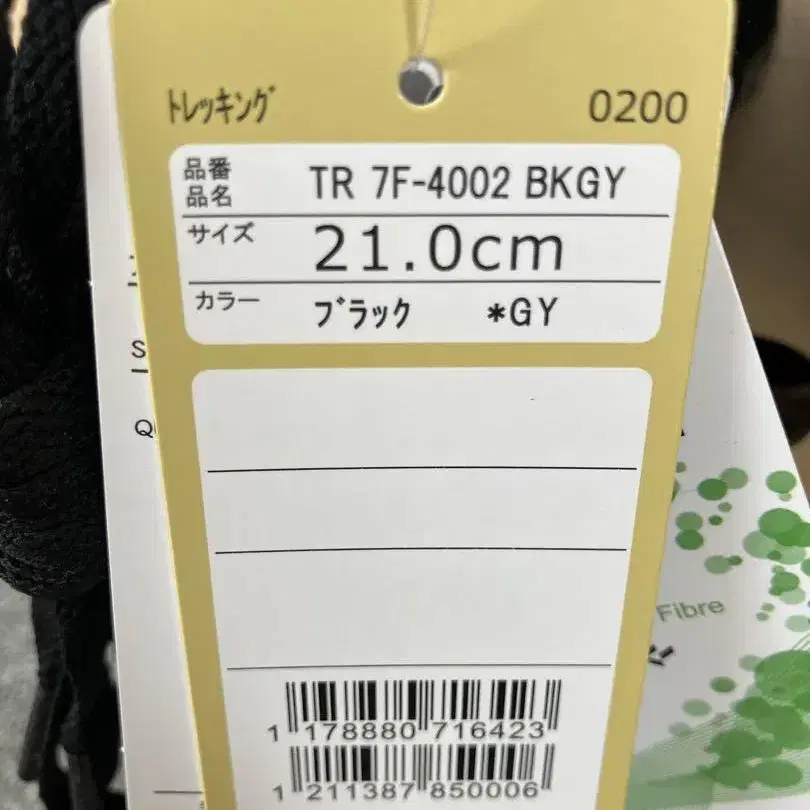 ﾄﾚｯｷﾝｸﾞ 0200
品番
品名 TR 7F-4002 BKGY
サイズ 21.0cm
カラー ﾌﾞﾗｯｸ *GY
Fibre
1 178880 716423
1 211387 850006